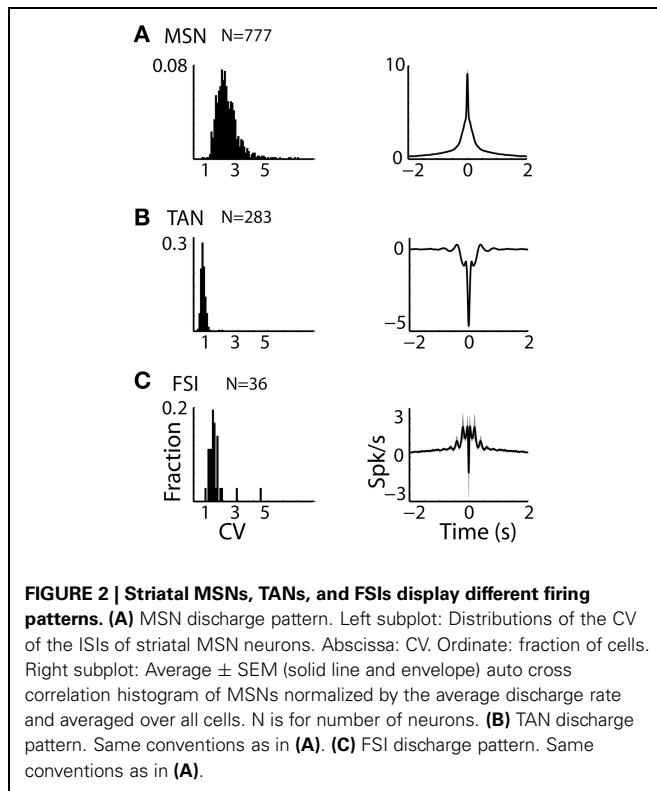 A MSN N=777
0.08
1 3 5
10
0
−2 0 2
B TAN N=283
0.3
1 3 5
0
−5
−2 0 2
C FSI N=36
0.2
Fraction
1 3 5
CV
Spk/s
3
0
−3
−2 0 2
Time (s)
FIGURE 2 | Striatal MSNs, TANs, and FSIs display different firing
patterns. (A) MSN discharge pattern. Left subplot: Distributions of the CV
of the ISIs of striatal MSN neurons. Abscissa: CV. Ordinate: fraction of cells.
Right subplot: Average ± SEM (solid line and envelope) auto cross
correlation histogram of MSNs normalized by the average discharge rate
and averaged over all cells. N is for number of neurons. (B) TAN discharge
pattern. Same conventions as in (A). (C) FSI discharge pattern. Same
conventions as in (A).